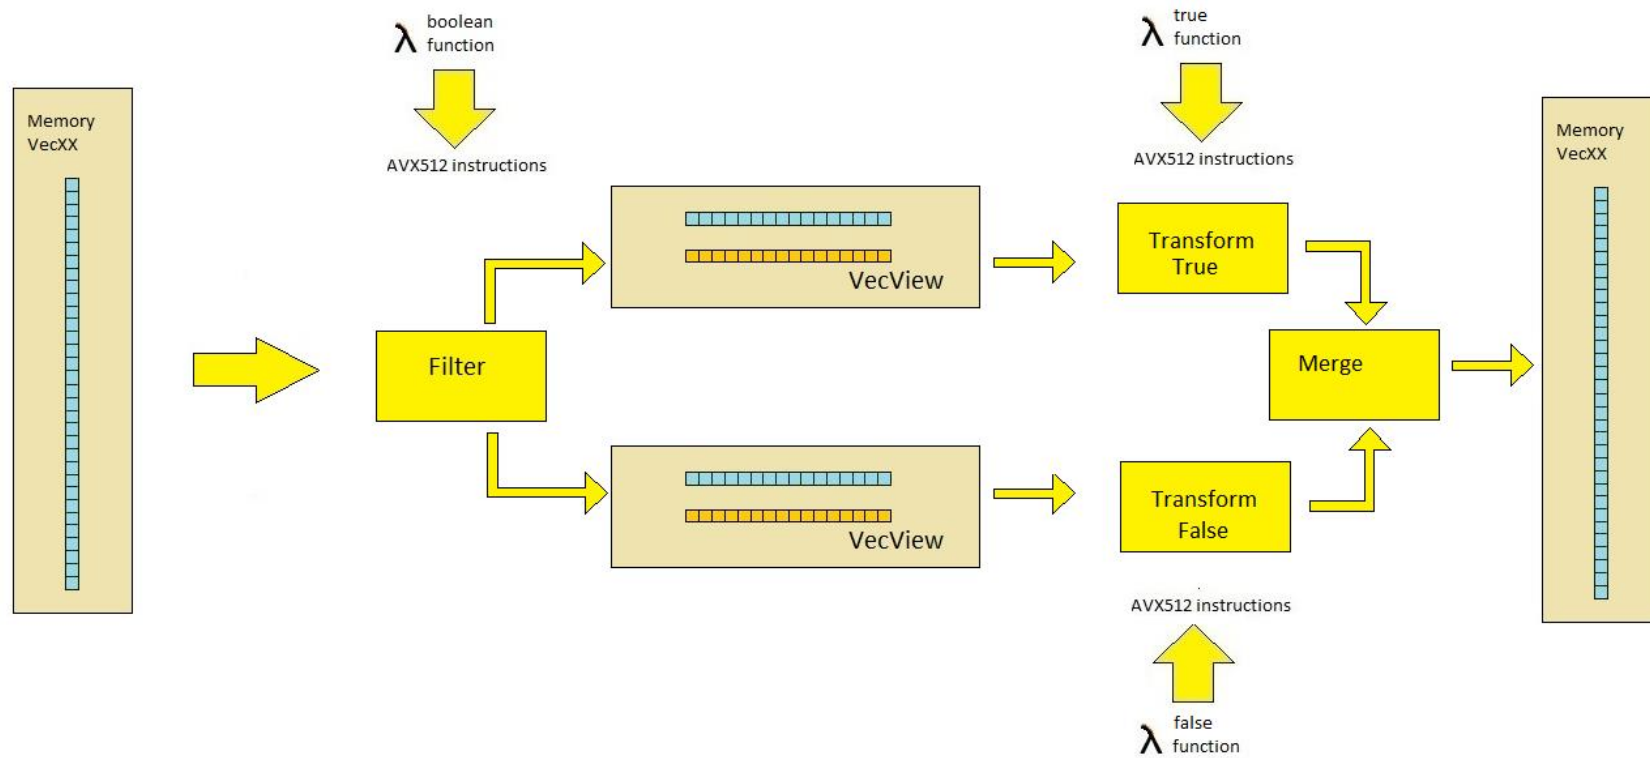 Memory
VecXX
λ boolean
function
AVX512 instructions
Filter
VecView
VecView
λ true
function
AVX512 instructions
Transform
True
Merge
Transform
False
AVX512 instructions
λ false
function
Memory
VecXX